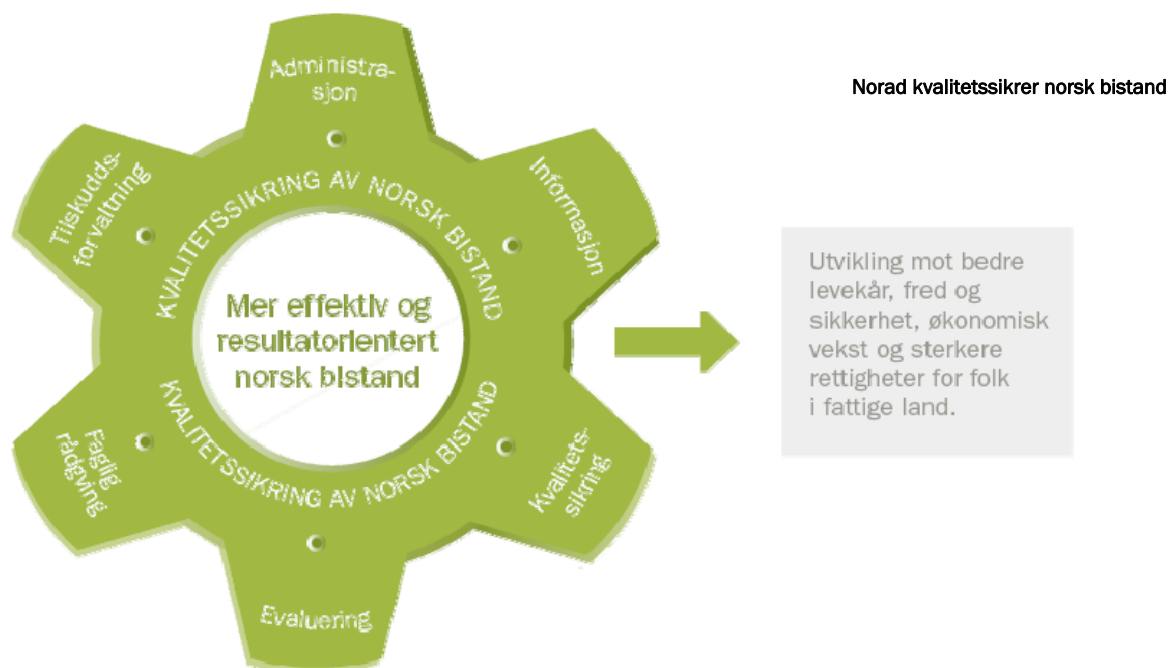 Norad kvalitetssikrer norsk bistand
Administra-
sjon
Informasjon
Kvalitets-
sikring
Evaluering
Faglig
rådgving
Tilskudds-
forvaltning
KVALITETSSIKRING AV NORSK BISTAND
Mer effektiv og
resultatorientert
norsk bistand
KVALITETSSIKRING AV NORSK BISTAND
Utvikling mot bedre
levekår, fred og
sikkerhet, økonomisk
vekst og sterkere
rettigheter for folk
i fattige land.